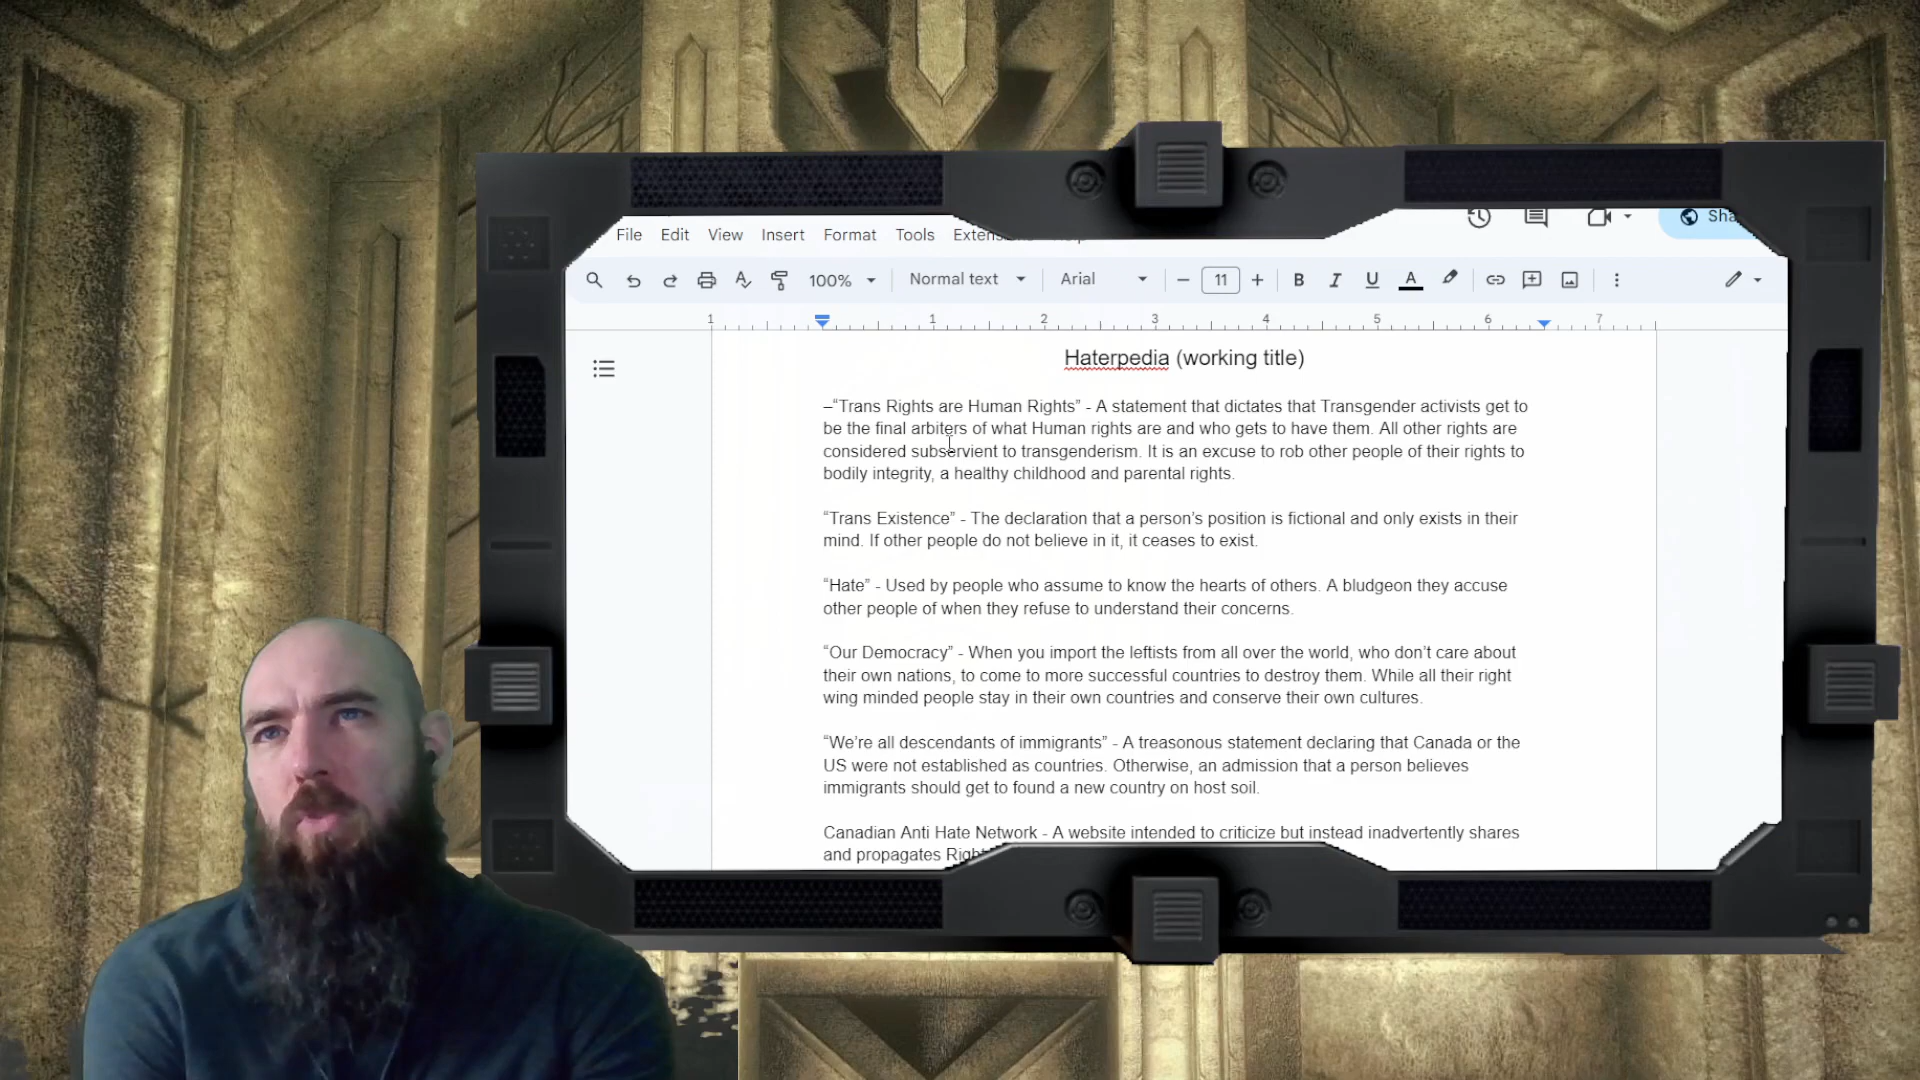 File Edit View Insert Format Tools
Sha
100% Normal text Arial 11
1 1 2 3 4 5 6 7
Haterpedia (working title)
–“Trans Rights are Human Rights” - A statement that dictates that Transgender activists get to
be the final arbiters of what Human rights are and who gets to have them. All other rights are
considered subservient to transgenderism. It is an excuse to rob other people of their rights to
bodily integrity, a healthy childhood and parental rights.
“Trans Existence” - The declaration that a person’s position is fictional and only exists in their
mind. If other people do not believe in it, it ceases to exist.
“Hate” - Used by people who assume to know the hearts of others. A bludgeon they accuse
other people of when they refuse to understand their concerns.
“Our Democracy” - When you import the leftists from all over the world, who don’t care about
their own nations, to come to more successful countries to destroy them. While all their right
wing minded people stay in their own countries and conserve their own cultures.
“We’re all descendants of immigrants” - A treasonous statement declaring that Canada or the
US were not established as countries. Otherwise, an admission that a person believes
immigrants should get to found a new country on host soil.
Canadian Anti Hate Network - A website intended to criticize but instead inadvertently shares
and propagates Right